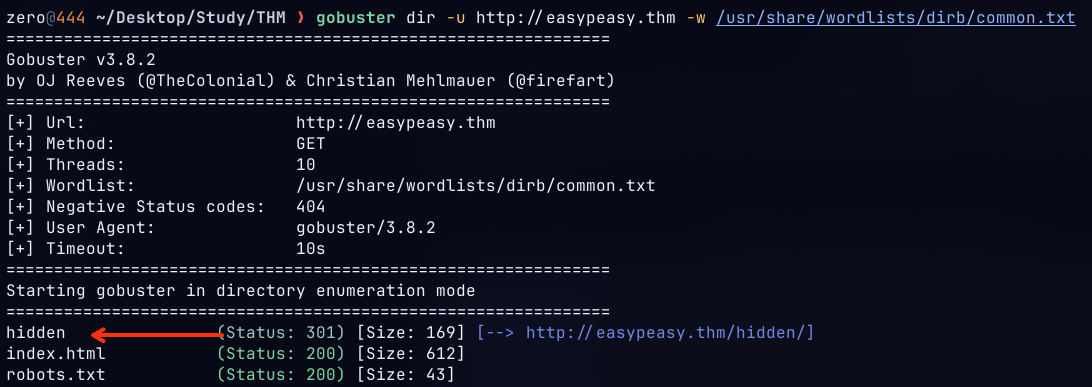 zero@444 ~/Desktop/Study/THM ❯ gobuster dir -u http://easypeasy.thm -w /usr/share/wordlists/dirb/common.txt
===============================================================
Gobuster v3.8.2
by OJ Reeves (@TheColonial) & Christian Mehlmauer (@firefart)
===============================================================
[+] Url:                     http://easypeasy.thm
[+] Method:                  GET
[+] Threads:                 10
[+] Wordlist:                /usr/share/wordlists/dirb/common.txt
[+] Negative Status codes:   404
[+] User Agent:              gobuster/3.8.2
[+] Timeout:                 10s
===============================================================
Starting gobuster in directory enumeration mode
===============================================================
hidden               (Status: 301) [Size: 169] [--> http://easypeasy.thm/hidden/]
index.html           (Status: 200) [Size: 612]
robots.txt           (Status: 200) [Size: 43]